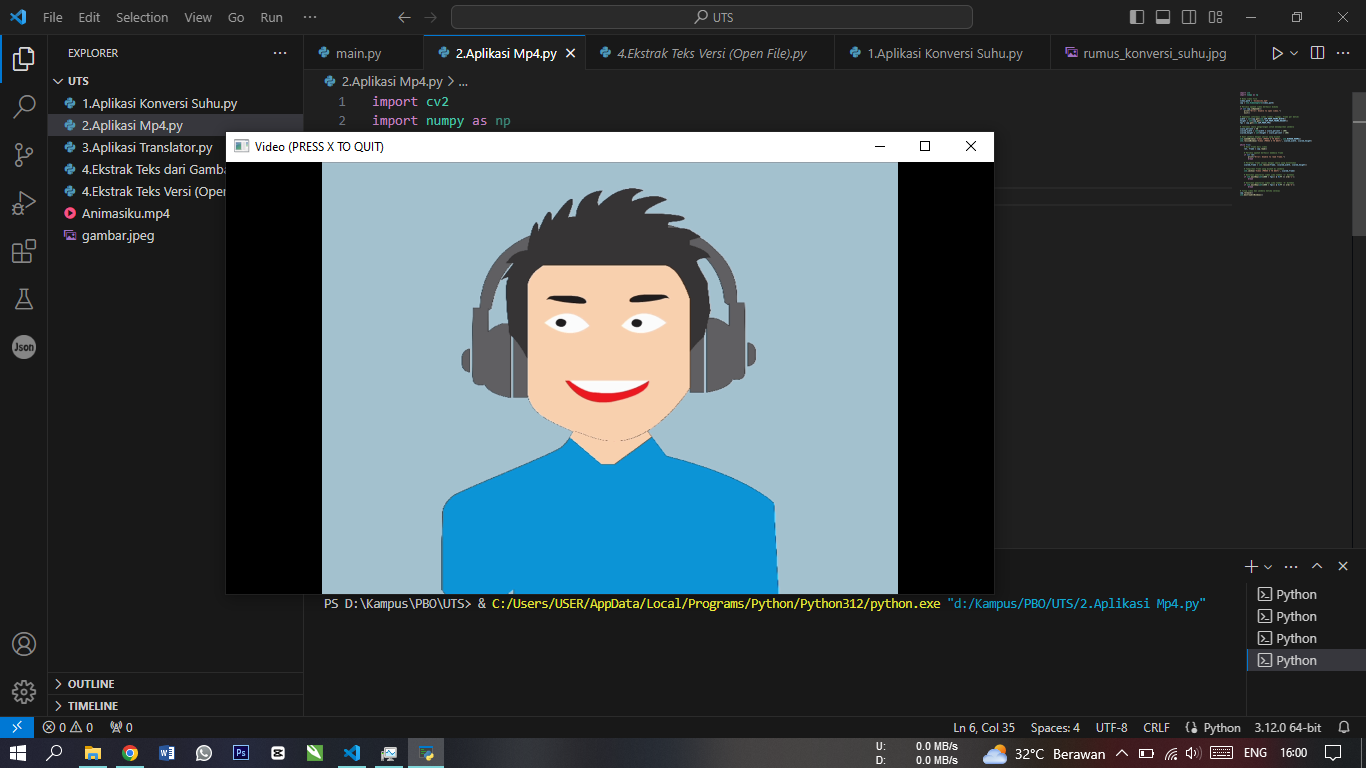 File Edit Selection View Go Run ··· UTS
EXPLORER ···
main.py 2.Aplikasi Mp4.py 4.Ekstrak Teks Versi (Open File).py 1.Aplikasi Konversi Suhu.py rumus_konversi_suhu.jpg
UTS
2.Aplikasi Mp4.py > ...
1.Aplikasi Konversi Suhu.py
2.Aplikasi Mp4.py
3.Aplikasi Translator.py
4.Ekstrak Teks dari Gamba
4.Ekstrak Teks Versi (Open
Animasiku.mp4
gambar.jpeg
1 import cv2
2 import numpy as np
Video (PRESS X TO QUIT)
Json
PS D:\Kampus\PBO\UTS> & C:/Users/USER/AppData/Local/Programs/Python/Python312/python.exe "d:/Kampus/PBO/UTS/2.Aplikasi Mp4.py"
Python
Python
Python
Python
OUTLINE
TIMELINE
0 0 0 Ln 6, Col 35 Spaces: 4 UTF-8 CRLF Python 3.12.0 64-bit
W Ps U: 0.0 MB/s
D: 0.0 MB/s
32°C Berawan ENG 16:00